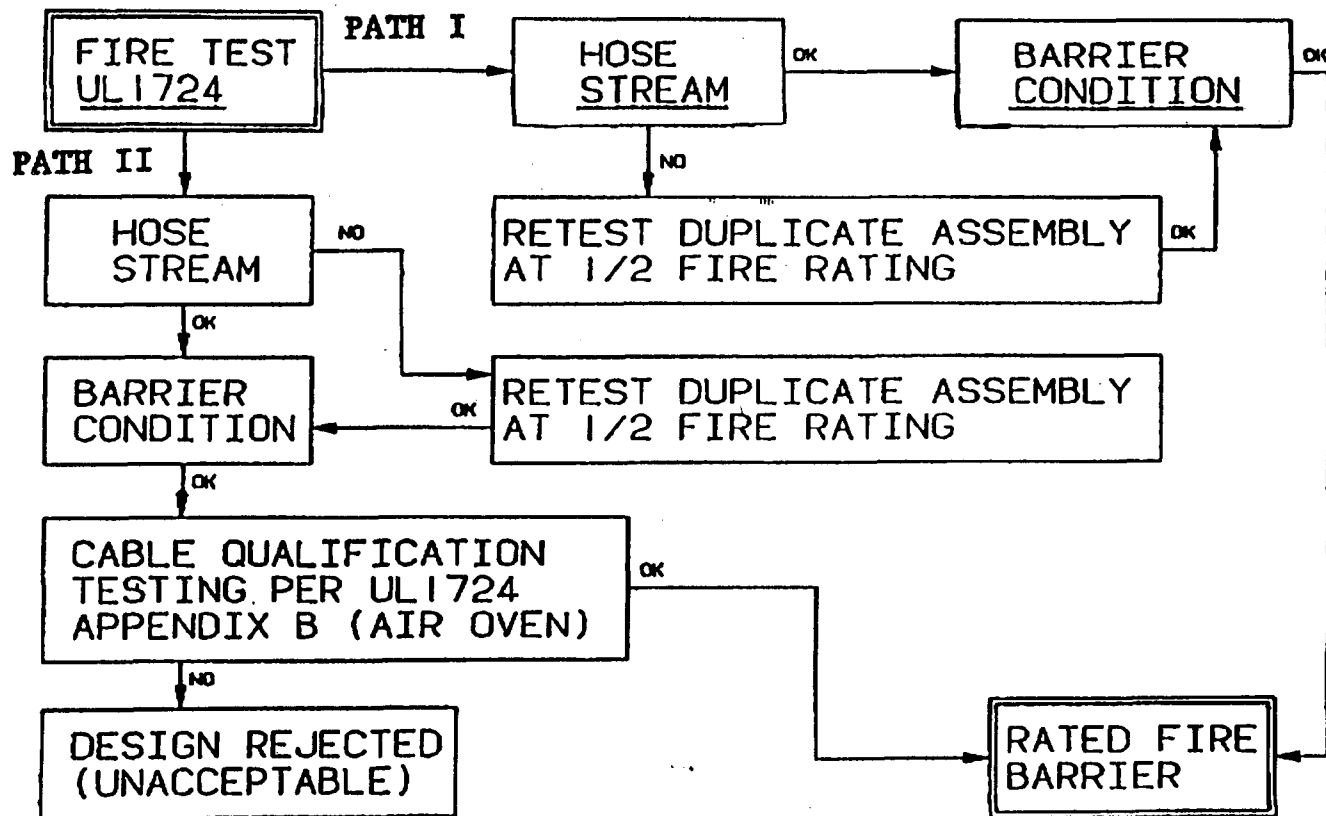 PATH I
FIRE TEST
UL1724
HOSE
STREAM
OK
BARRIER
CONDITION
OK
PATH II
NO
HOSE
STREAM
NO
RETEST DUPLICATE ASSEMBLY
AT 1/2 FIRE RATING
OK
OK
BARRIER
CONDITION
OK
RETEST DUPLICATE ASSEMBLY
AT 1/2 FIRE RATING
OK
CABLE QUALIFICATION
TESTING PER UL1724
APPENDIX B (AIR OVEN)
OK
NO
DESIGN REJECTED
(UNACCEPTABLE)
RATED FIRE
BARRIER